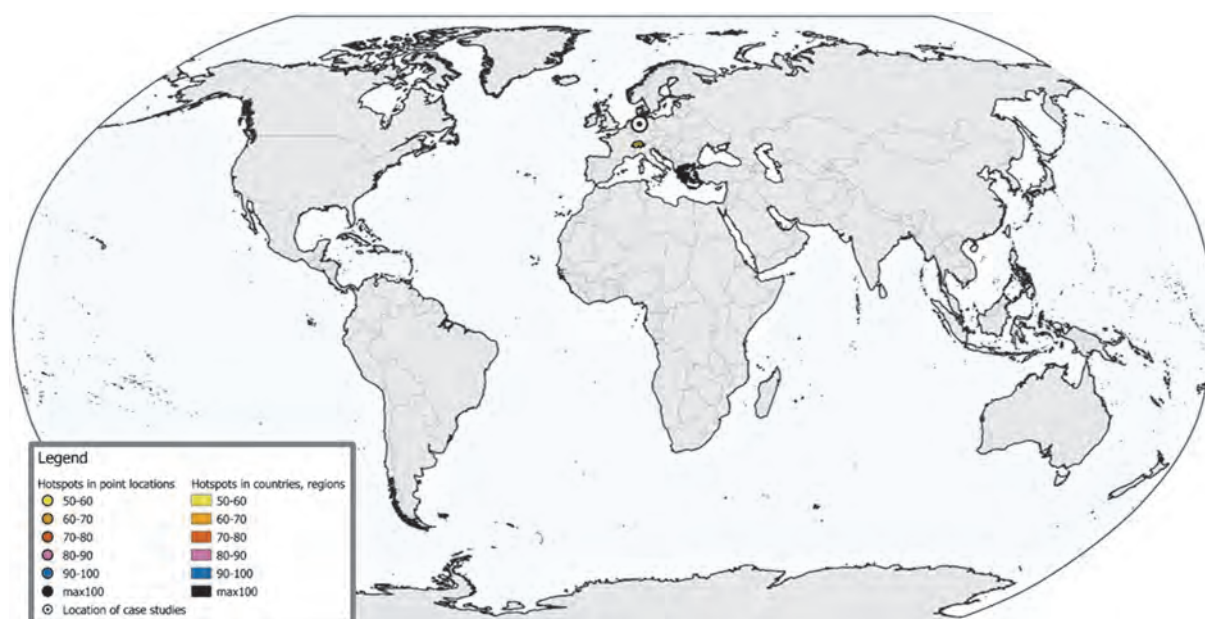 Legend
Hotspots in point locations
50-60
60-70
70-80
80-90
90-100
max100
Location of case studies
Hotspots in countries, regions
50-60
60-70
70-80
80-90
90-100
max100